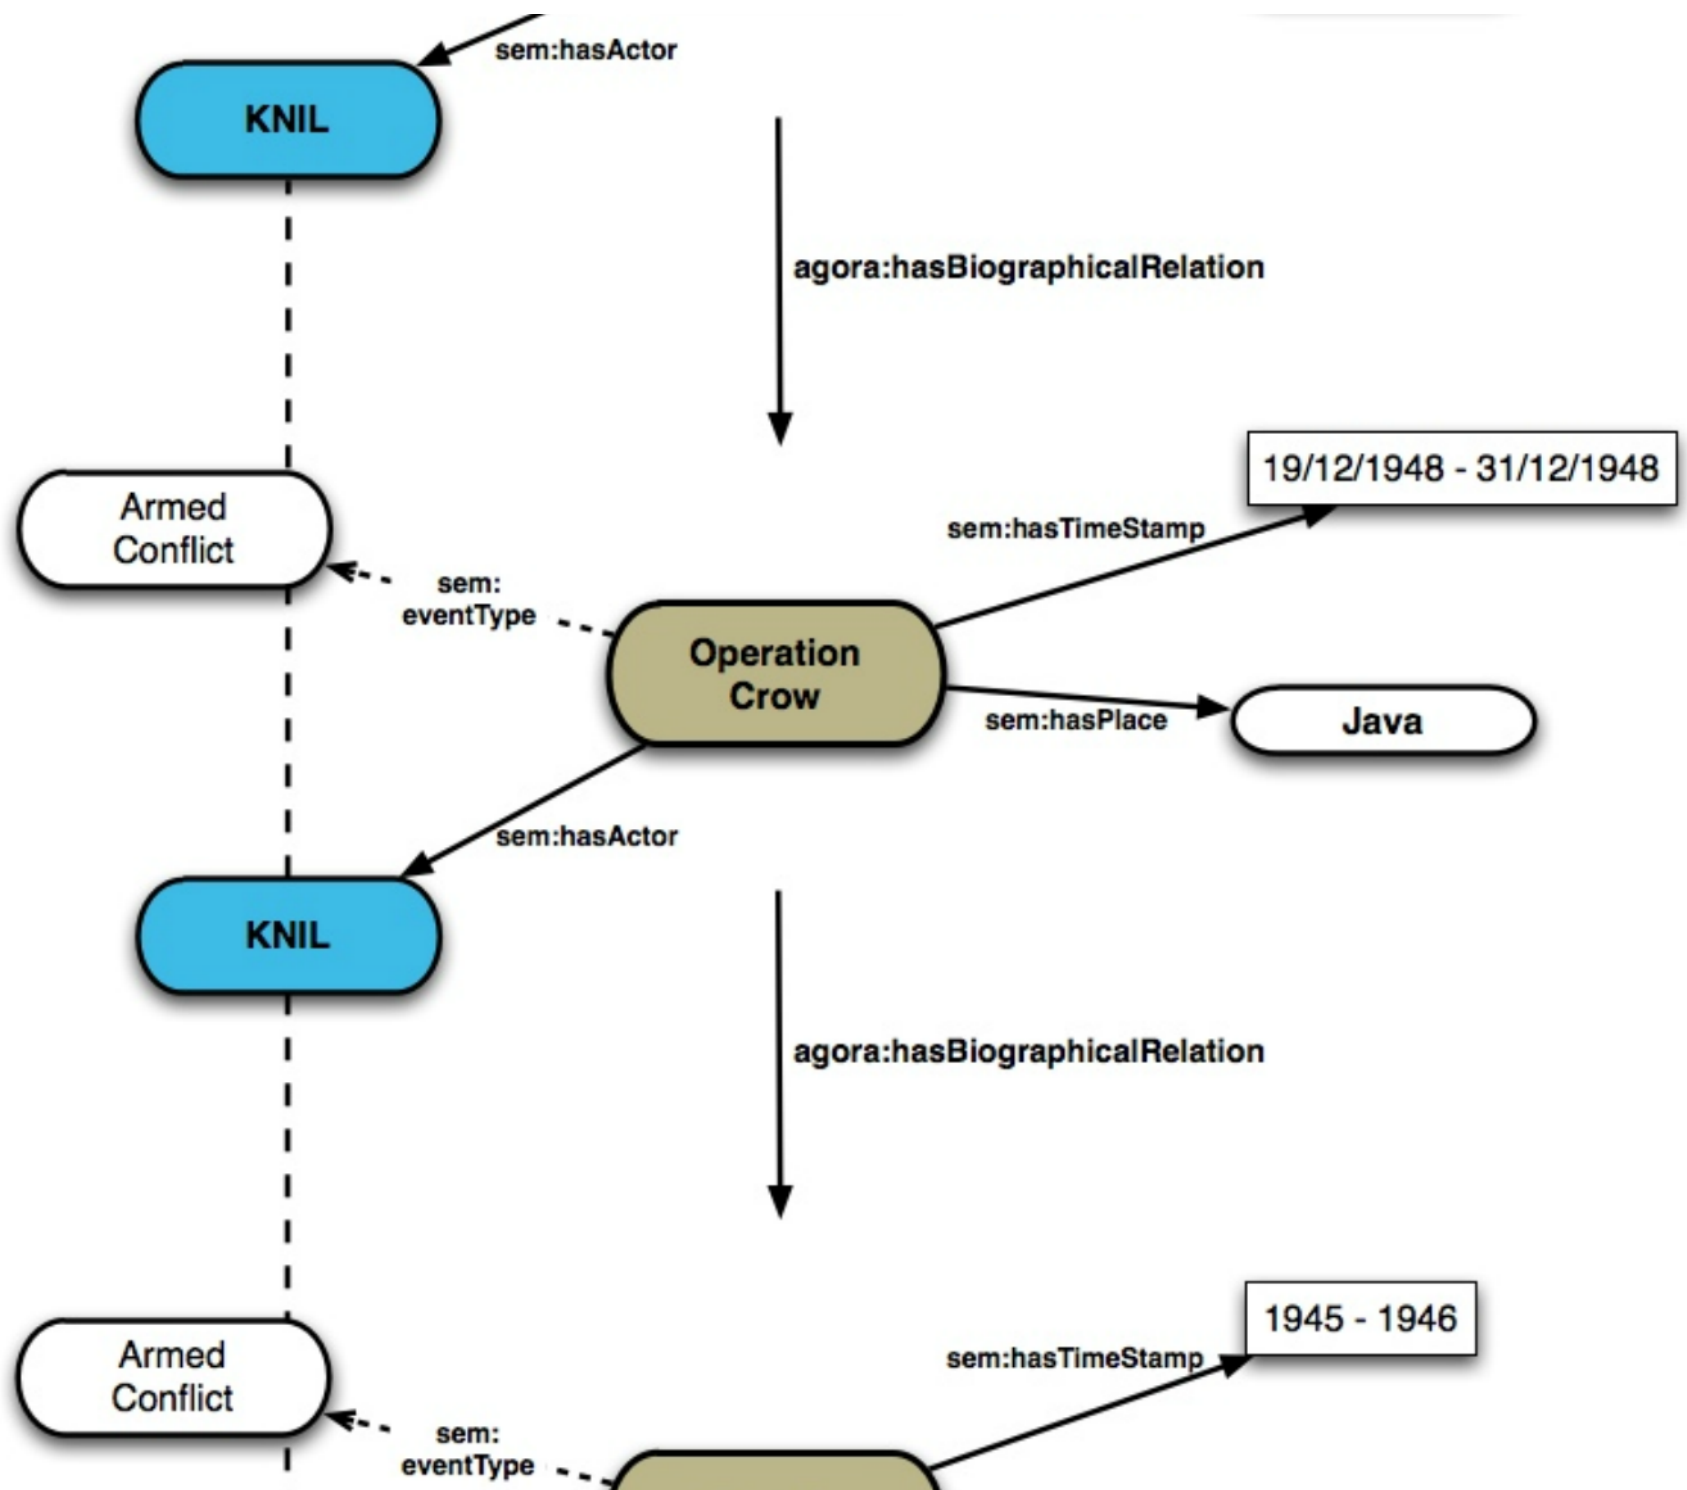 sem:hasActor
KNIL
agora:hasBiographicalRelation
19/12/1948 - 31/12/1948
Armed
Conflict
sem:hasTimeStamp
sem:
eventType
Operation
Crow
sem:hasPlace
Java
sem:hasActor
KNIL
agora:hasBiographicalRelation
1945 - 1946
Armed
Conflict
sem:hasTimeStamp
sem:
eventType